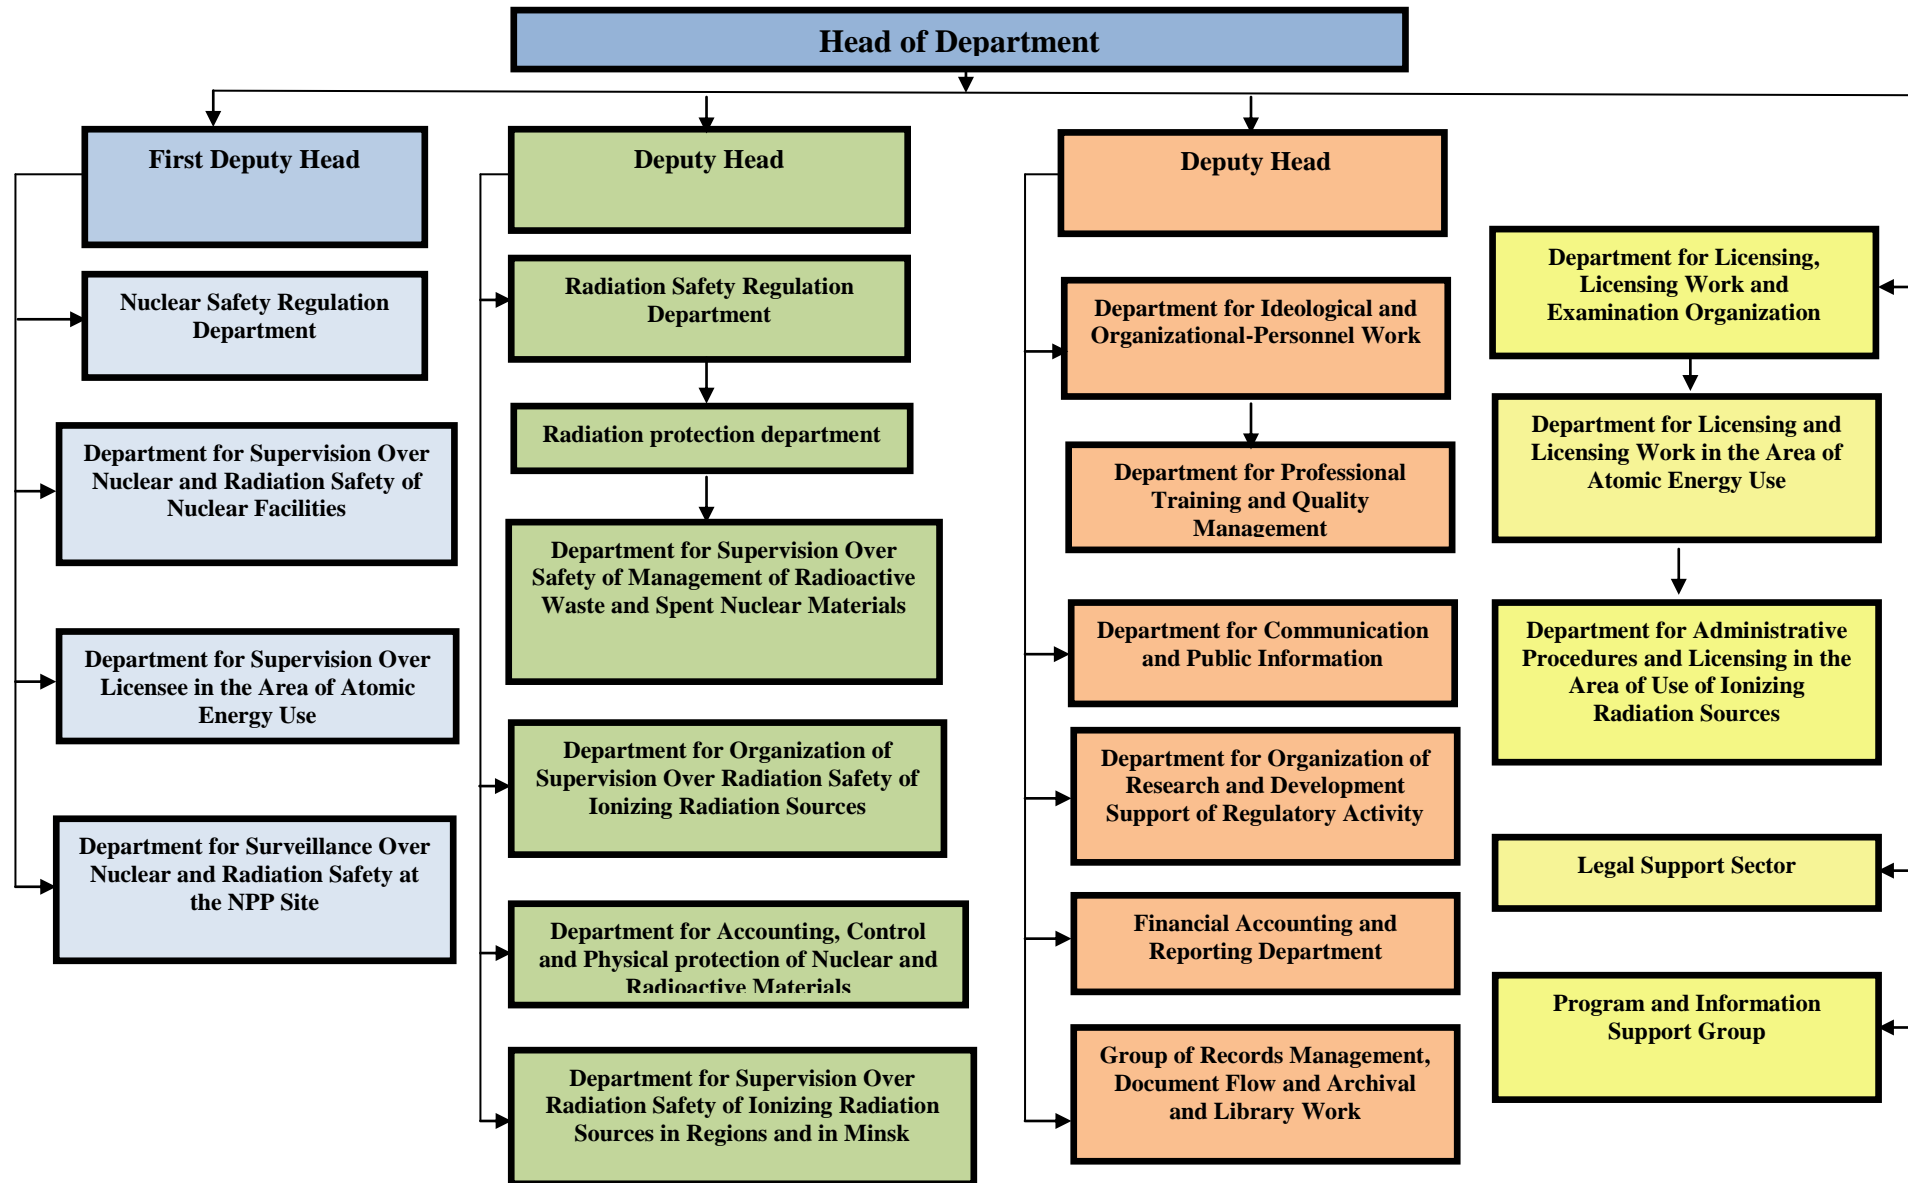 Head of Department
First Deputy Head
Nuclear Safety Regulation
Department
Department for Supervision Over
Nuclear and Radiation Safety of
Nuclear Facilities
Department for Supervision Over
Licensee in the Area of Atomic
Energy Use
Department for Surveillance Over
Nuclear and Radiation Safety at
the NPP Site
Deputy Head
Radiation Safety Regulation
Department
Radiation protection department
Department for Supervision Over
Safety of Management of Radioactive
Waste and Spent Nuclear Materials
Department for Organization of
Supervision Over Radiation Safety of
Ionizing Radiation Sources
Department for Accounting, Control
and Physical protection of Nuclear and
Radioactive Materials
Department for Supervision Over
Radiation Safety of Ionizing Radiation
Sources in Regions and in Minsk
Deputy Head
Department for Ideological and
Organizational-Personnel Work
Department for Professional
Training and Quality
Management
Department for Communication
and Public Information
Department for Organization of
Research and Development
Support of Regulatory Activity
Financial Accounting and
Reporting Department
Group of Records Management,
Document Flow and Archival
and Library Work
Department for Licensing,
Licensing Work and
Examination Organization
Department for Licensing and
Licensing Work in the Area of
Atomic Energy Use
Department for Administrative
Procedures and Licensing in the
Area of Use of Ionizing
Radiation Sources
Legal Support Sector
Program and Information
Support Group